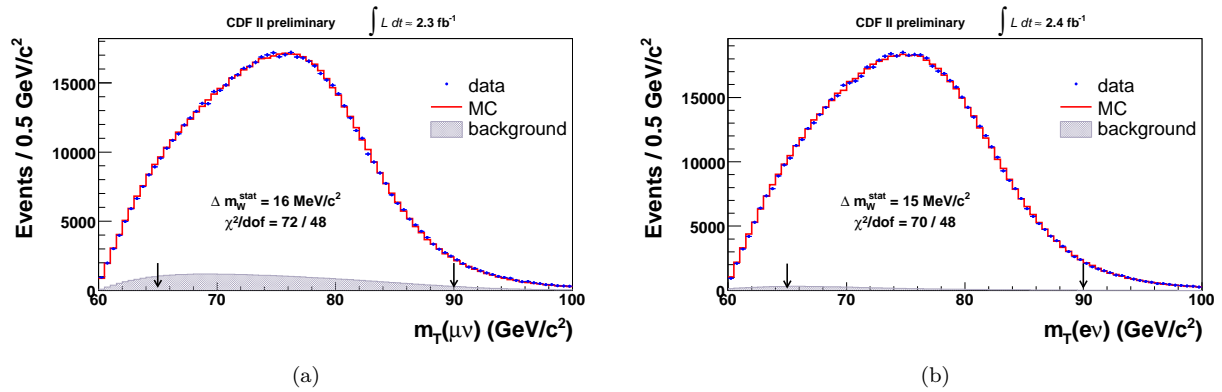 CDF II preliminary ∫ L dt ≈ 2.3 fb⁻¹
Events / 0.5 GeV/c²
15000
10000
5000
0
data
MC
background
Δ m_W^stat = 16 MeV/c²
χ²/dof = 72 / 48
60 70 80 90 100
m_T(μν) (GeV/c²)
(a)
CDF II preliminary ∫ L dt ≈ 2.4 fb⁻¹
Events / 0.5 GeV/c²
15000
10000
5000
0
data
MC
background
Δ m_W^stat = 15 MeV/c²
χ²/dof = 70 / 48
60 70 80 90 100
m_T(eν) (GeV/c²)
(b)